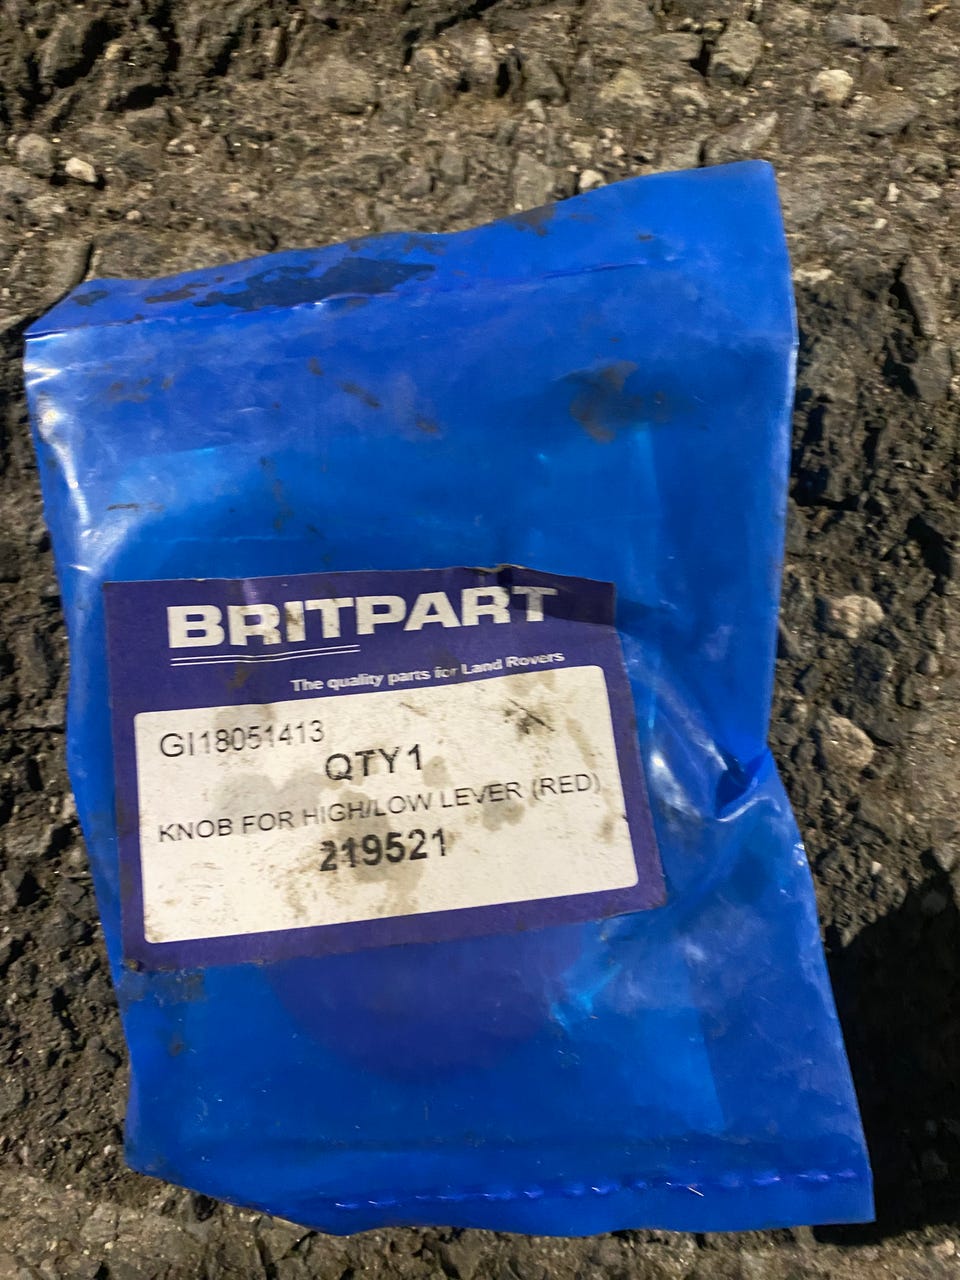 BRITPART
The quality parts for Land Rovers
GI18051413
QTY1
KNOB FOR HIGH/LOW LEVER (RED)
219521